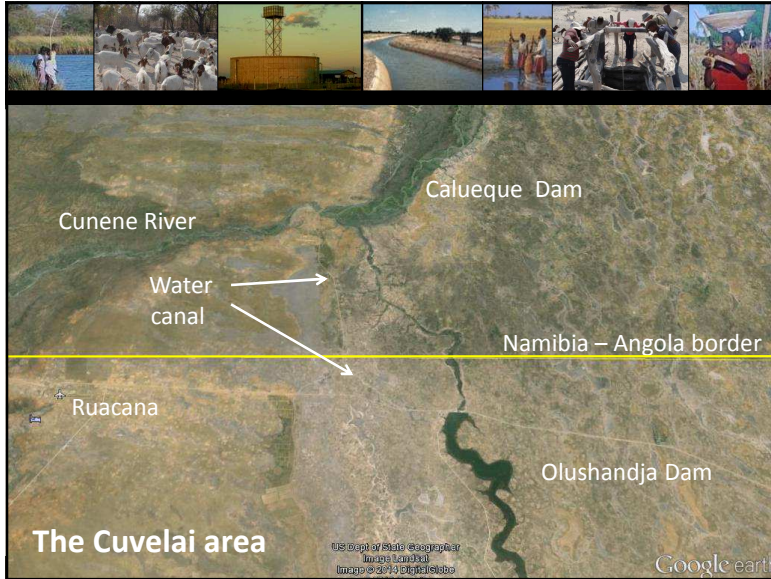 Calueque Dam
Cunene River
Water
canal
Namibia – Angola border
Ruacana
Olushandja Dam
The Cuvelai area
US Dept of State Geographer
Image Landsat
Image © 2014 DigitalGlobe
Google earth